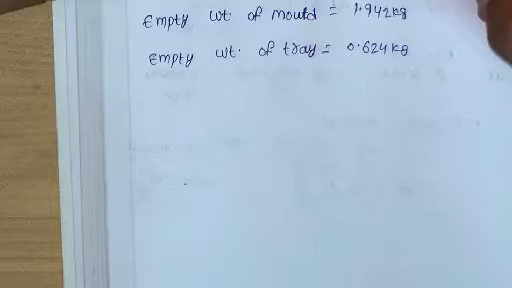 Empty wt. of mould = 1.942kg
Empty wt. of tray = 0.624kg